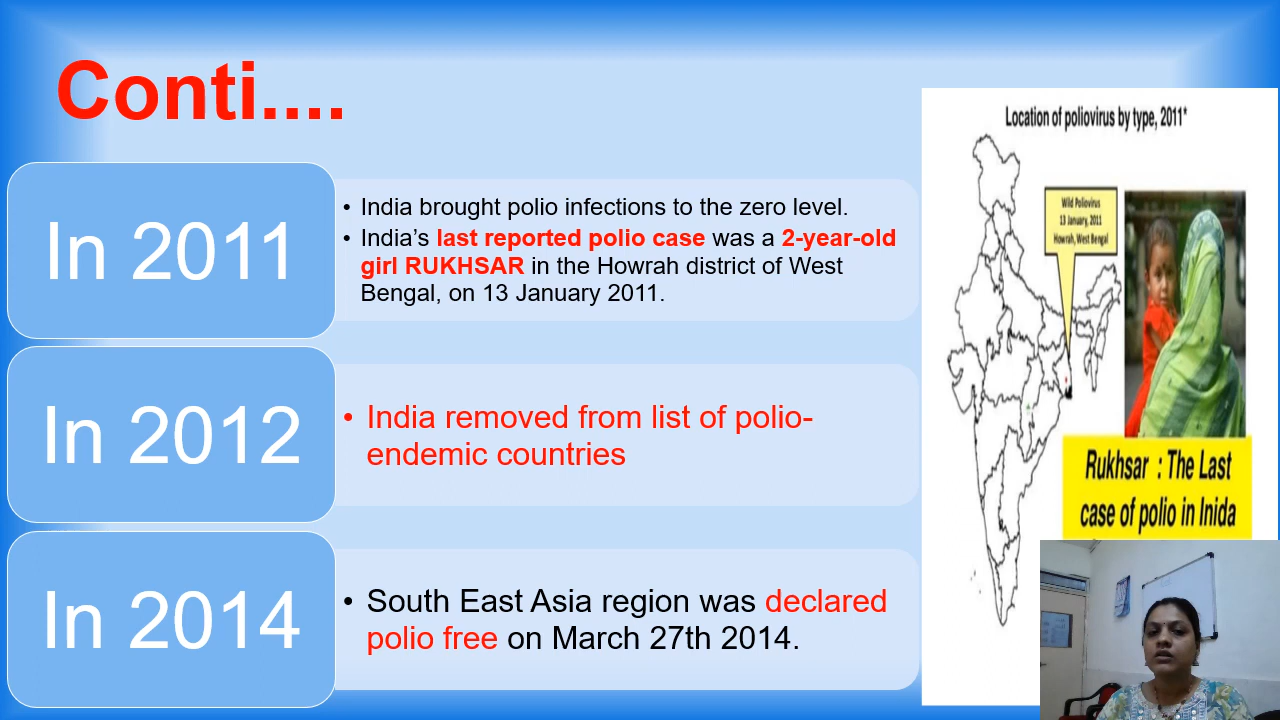 Conti....
In 2011
• India brought polio infections to the zero level.
• India’s last reported polio case was a 2-year-old
girl RUKHSAR in the Howrah district of West
Bengal, on 13 January 2011.
In 2012
• India removed from list of polio-
endemic countries
In 2014
• South East Asia region was declared
polio free on March 27th 2014.
Location of poliovirus by type, 2011*
Wild Poliovirus
13 January, 2011
Howrah, West Bengal
Rukhsar : The Last
case of polio in Inida